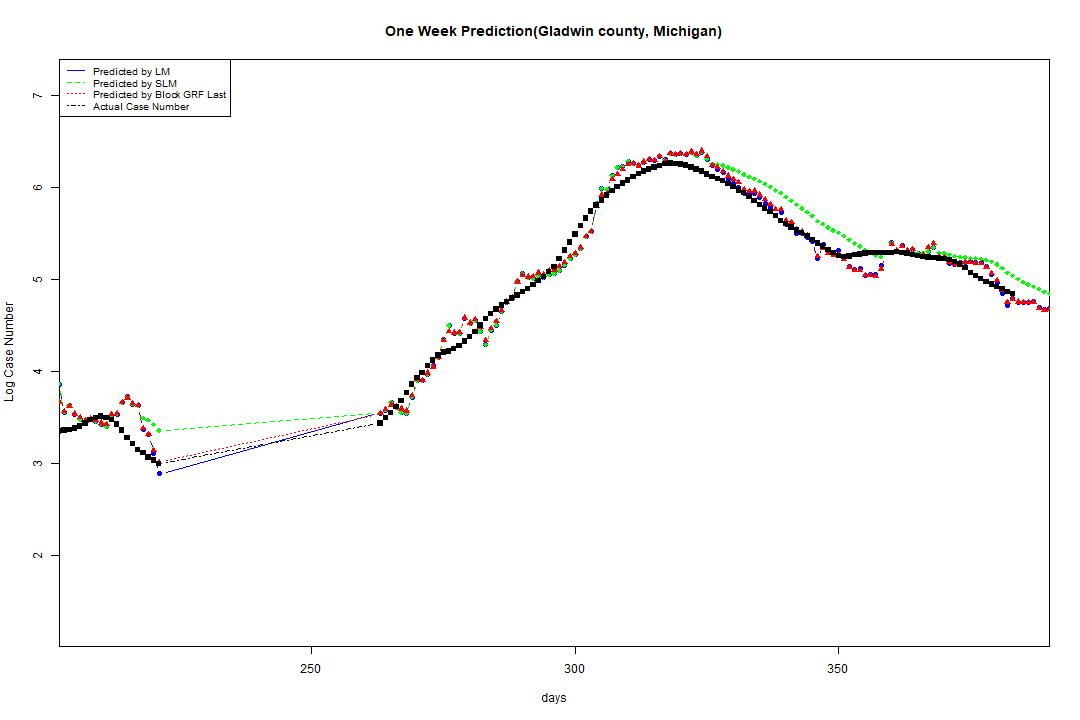 One Week Prediction(Gladwin county, Michigan)
Predicted by LM
Predicted by SLM
Predicted by Block GRF Last
Actual Case Number
7
6
5
4
3
2
Log Case Number
250
300
350
days